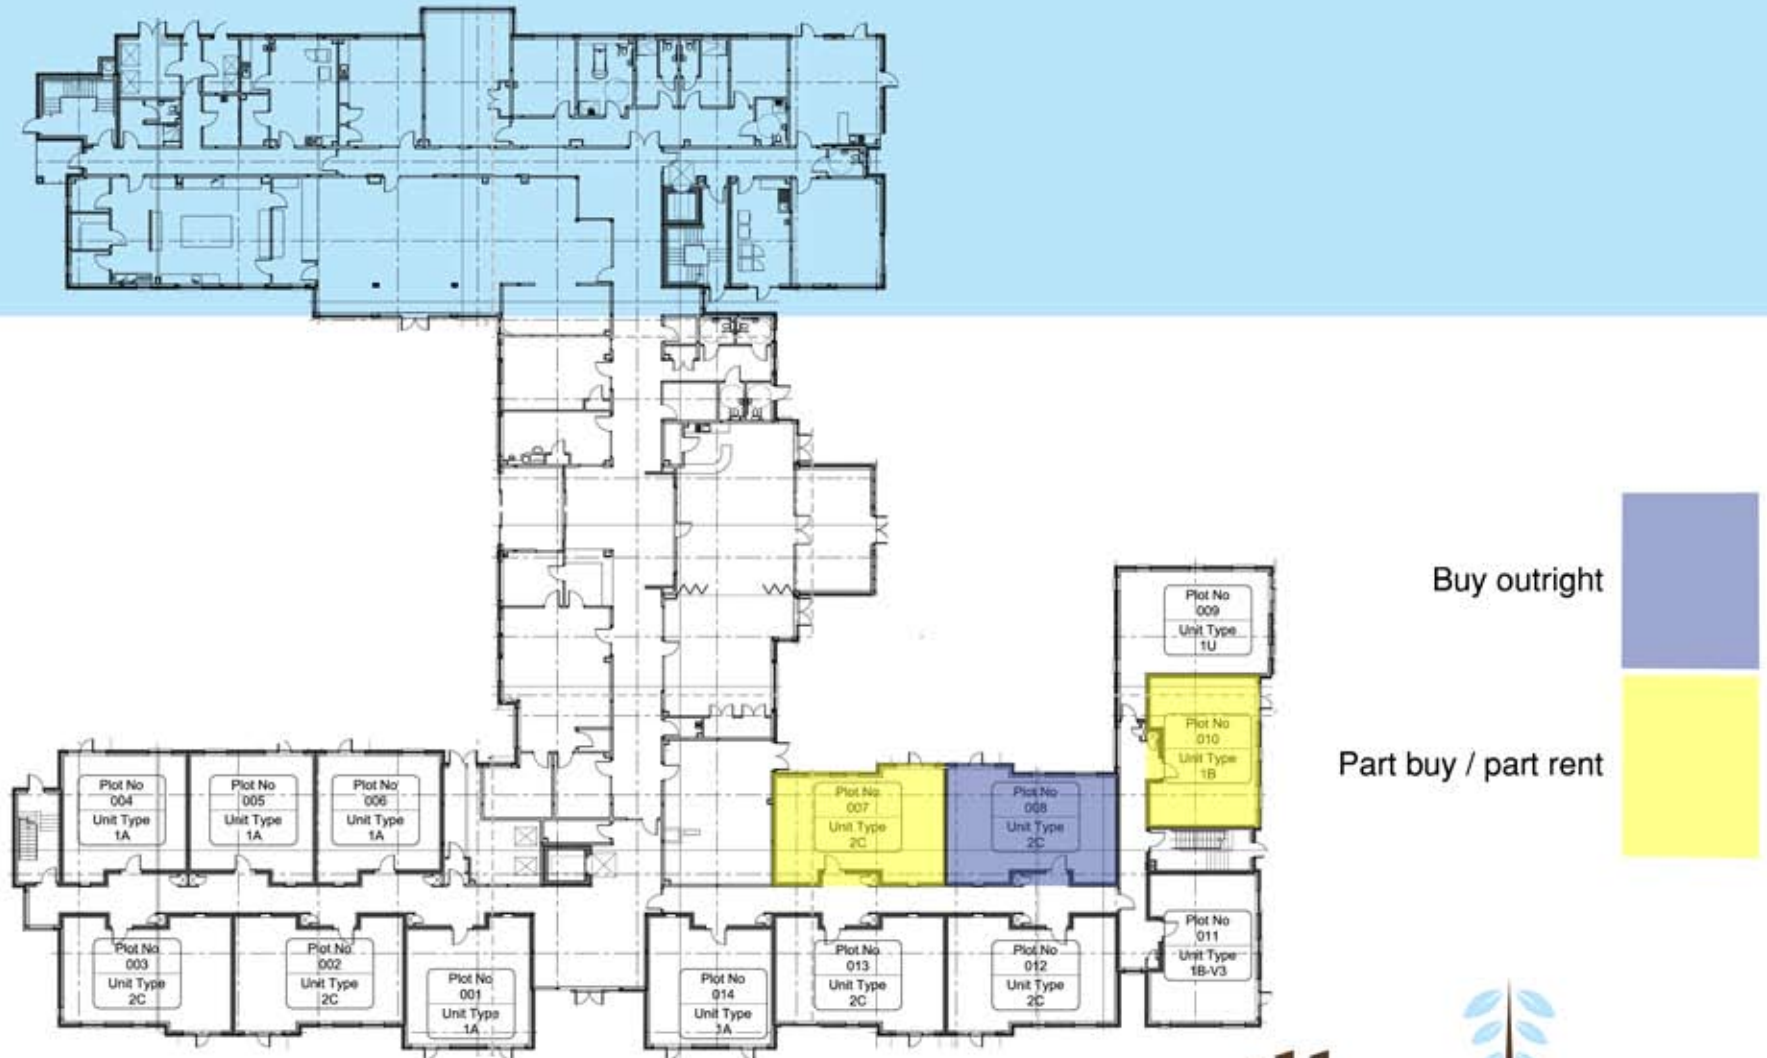 Buy outright
Part buy / part rent
Plot No
009
Unit Type
1U
Plot No
010
Unit Type
1B
Plot No
004
Unit Type
1A
Plot No
005
Unit Type
1A
Plot No
006
Unit Type
1A
Plot No
007
Unit Type
2C
Plot No
008
Unit Type
2C
Plot No
003
Unit Type
2C
Plot No
002
Unit Type
2C
Plot No
001
Unit Type
1A
Plot No
014
Unit Type
1A
Plot No
013
Unit Type
2C
Plot No
012
Unit Type
2C
Plot No
011
Unit Type
1B-V3